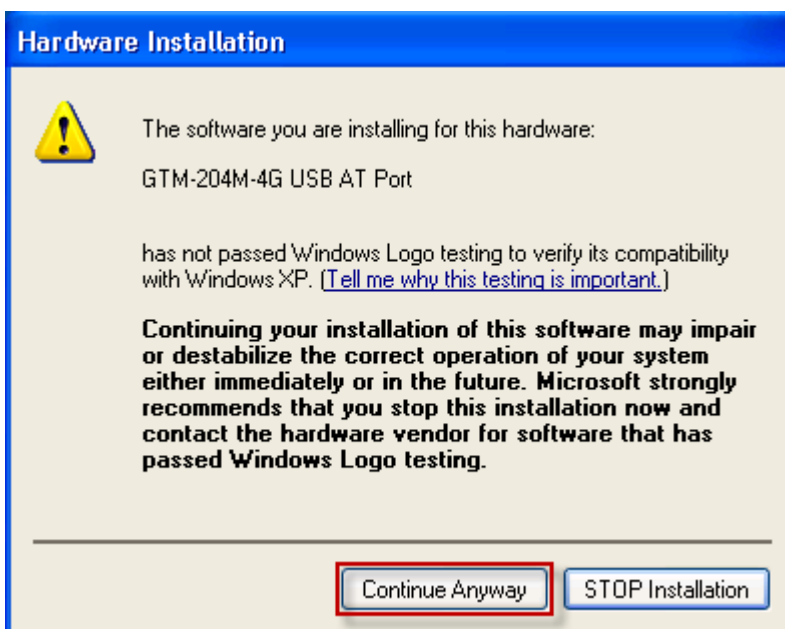 Hardware Installation
The software you are installing for this hardware:
GTM-204M-4G USB AT Port
has not passed Windows Logo testing to verify its compatibility
with Windows XP. (Tell me why this testing is important.)
Continuing your installation of this software may impair
or destabilize the correct operation of your system
either immediately or in the future. Microsoft strongly
recommends that you stop this installation now and
contact the hardware vendor for software that has
passed Windows Logo testing.
Continue Anyway
STOP Installation